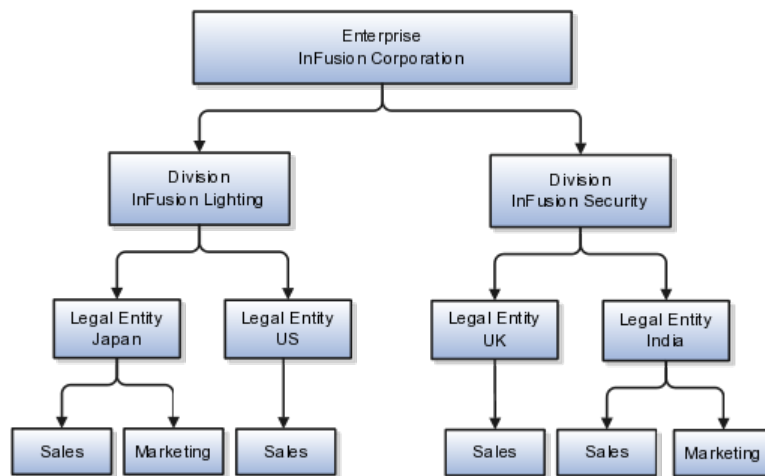 Enterprise
InFusion Corporation
Division
InFusion Lighting
Division
InFusion Security
Legal Entity
Japan
Legal Entity
US
Legal Entity
UK
Legal Entity
India
Sales
Marketing
Sales
Sales
Sales
Marketing